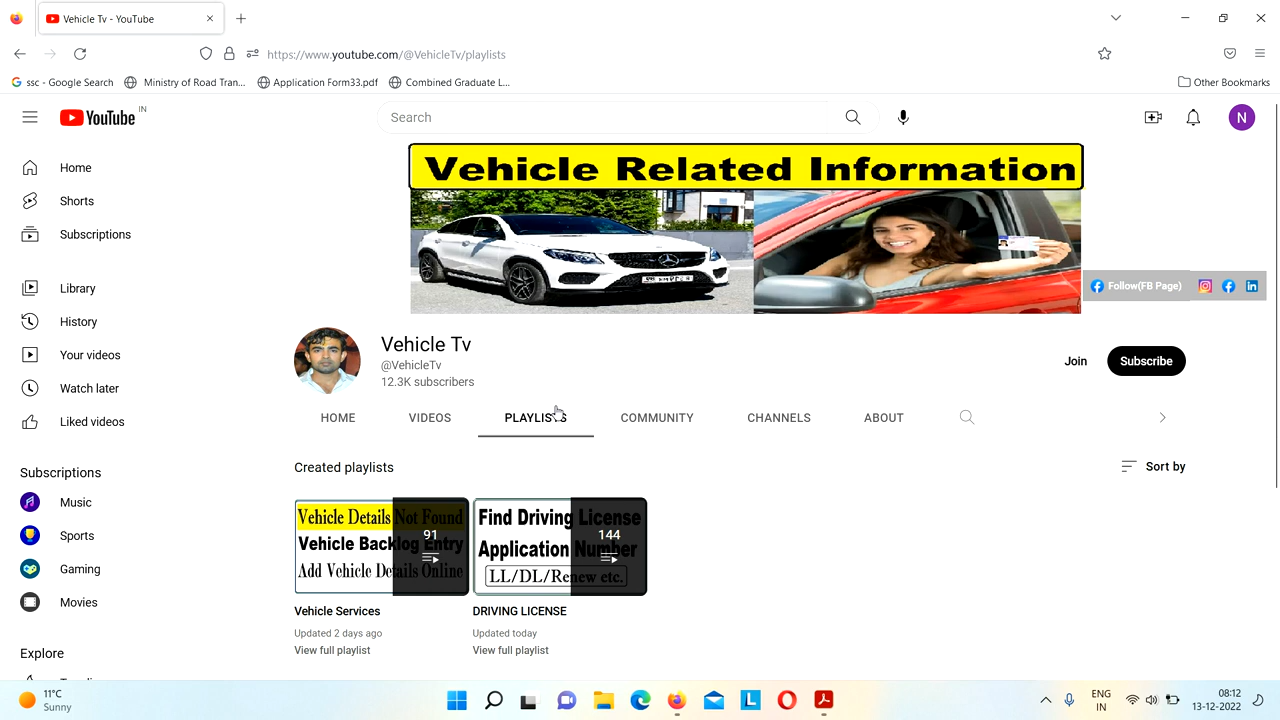 Vehicle Tv - YouTube
https://www.youtube.com/@VehicleTv/playlists
ssc - Google Search
Ministry of Road Tran...
Application Form33.pdf
Combined Graduate L...
Other Bookmarks
YouTube IN
Search
N
Home
Shorts
Subscriptions
Library
History
Your videos
Watch later
Liked videos
Subscriptions
Music
Sports
Gaming
Movies
Explore
Vehicle Related Information
Follow(FB Page)
Vehicle Tv
@VehicleTv
12.3K subscribers
Join
Subscribe
HOME
VIDEOS
PLAYLISTS
COMMUNITY
CHANNELS
ABOUT
Created playlists
Sort by
Vehicle Details Not Found
Vehicle Backlog Entry
Add Vehicle Details Online
91
Vehicle Services
Updated 2 days ago
View full playlist
Find Driving License
Application Number
LL/DL/Renew etc.
144
DRIVING LICENSE
Updated today
View full playlist
11°C
Sunny
L
ENG
IN
08:12
13-12-2022